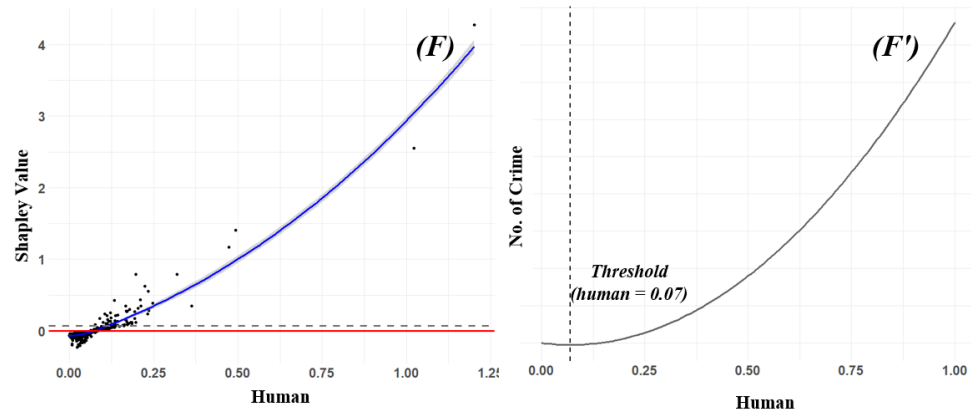 (F)
Shapley Value
4
3
2
1
0
0.00 0.25 0.50 0.75 1.00 1.25
Human
(F')
No. of Crime
Threshold
(human = 0.07)
0.00 0.25 0.50 0.75 1.00
Human